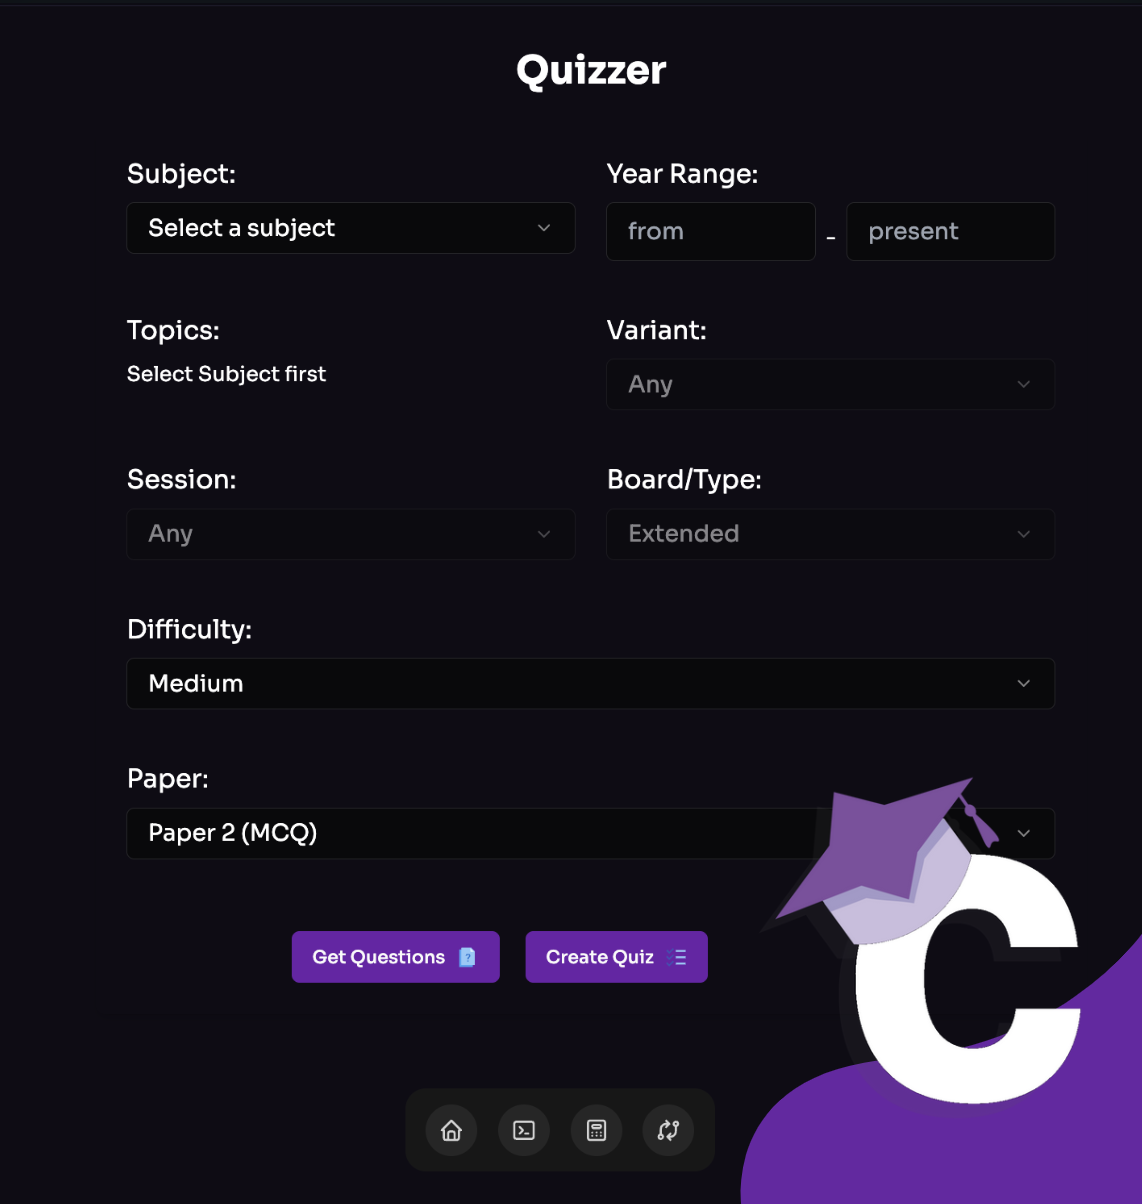 Quizzer
Subject:
Select a subject
Year Range:
from
-
present
Topics:
Select Subject first
Variant:
Any
Session:
Any
Board/Type:
Extended
Difficulty:
Medium
Paper:
Paper 2 (MCQ)
Get Questions
Create Quiz
C